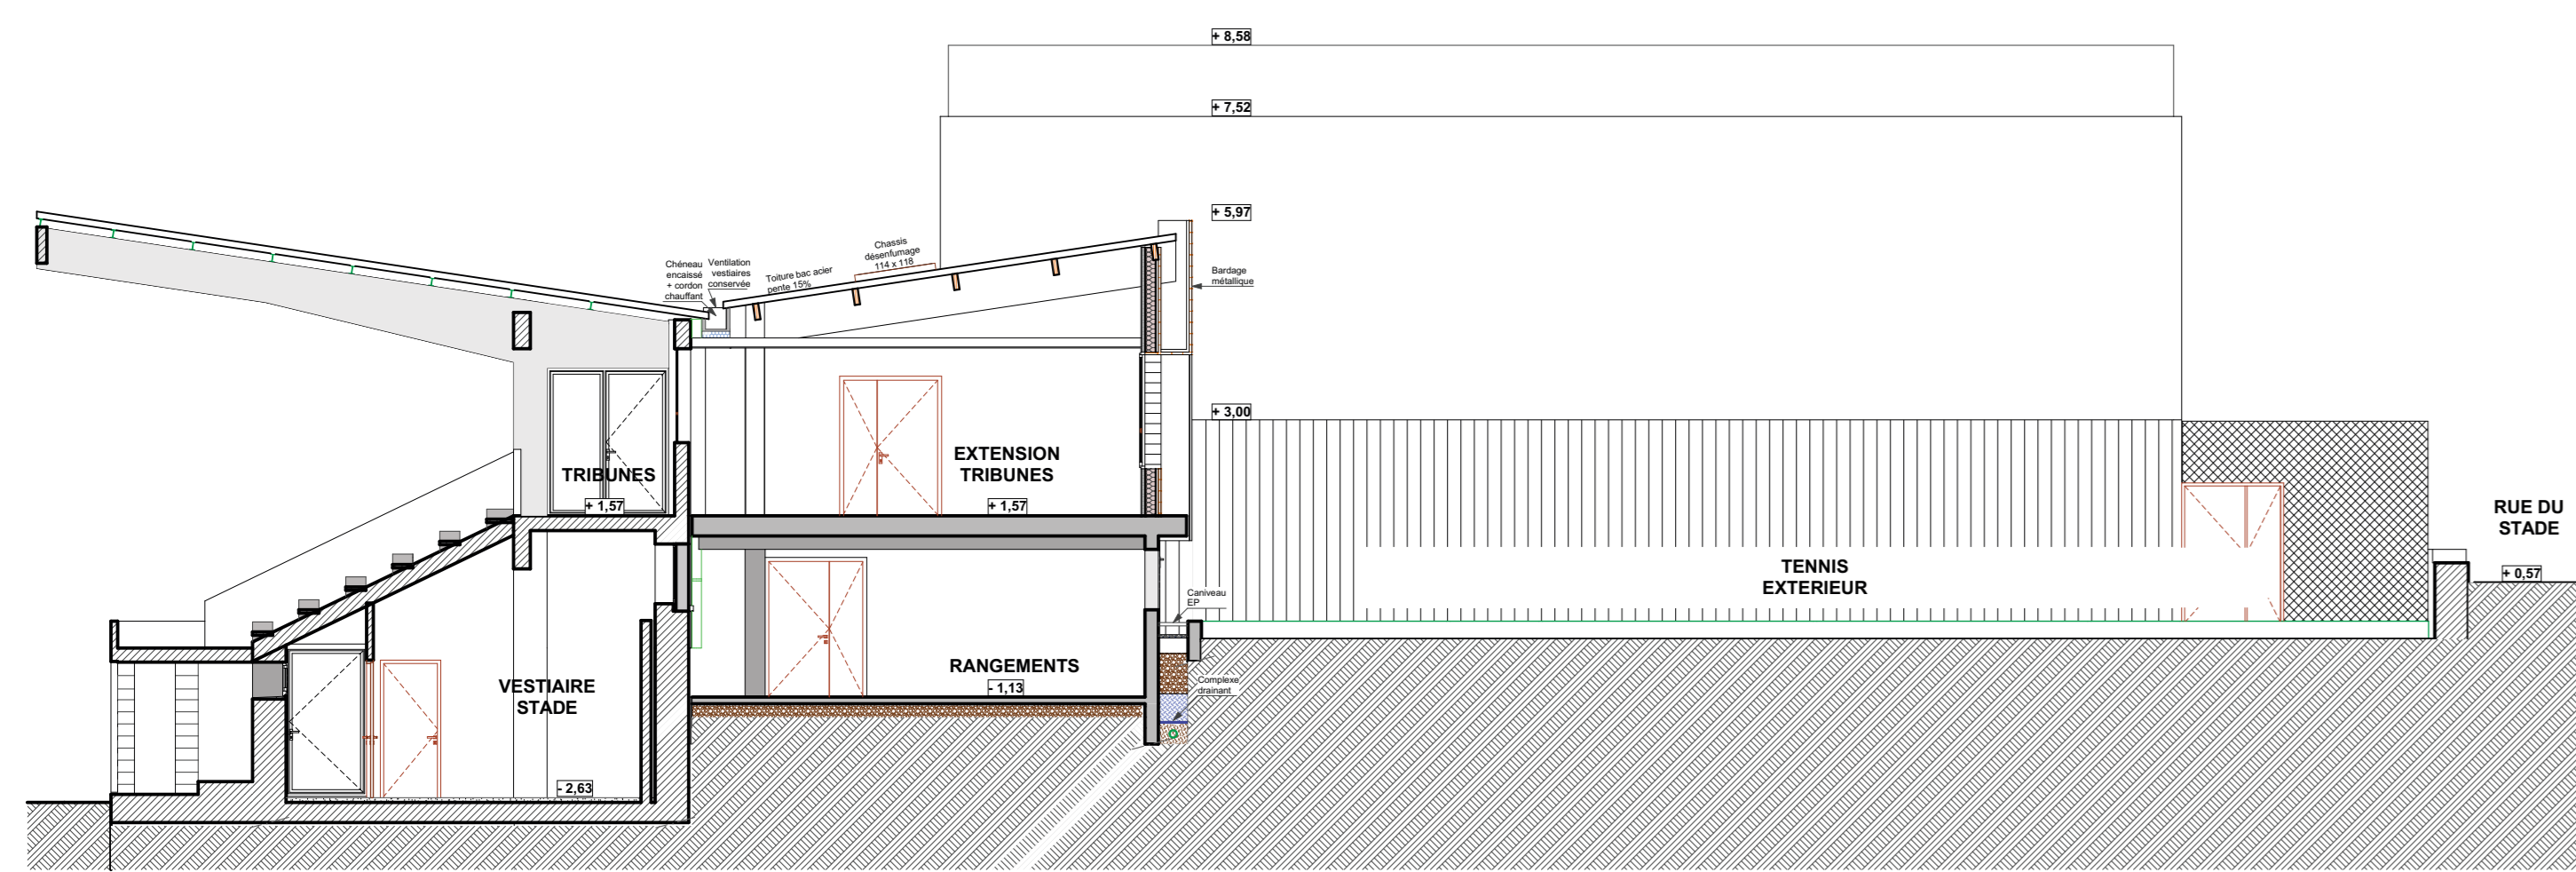 + 8,58
+ 7,52
+ 5,97
Chéneau
encaissé
+ cordon
chauffant
Ventilation
vestiaires
conservée
Toiture bac acier
pente 15%
Chassis
désenfumage
114 x 118
Bardage
métallique
+ 3,00
TRIBUNES
+ 1,57
EXTENSION
TRIBUNES
+ 1,57
RUE DU
STADE
+ 0,57
TENNIS
EXTERIEUR
Caniveau
EP
RANGEMENTS
- 1,13
Complexe
drainant
VESTIAIRE
STADE
- 2,63